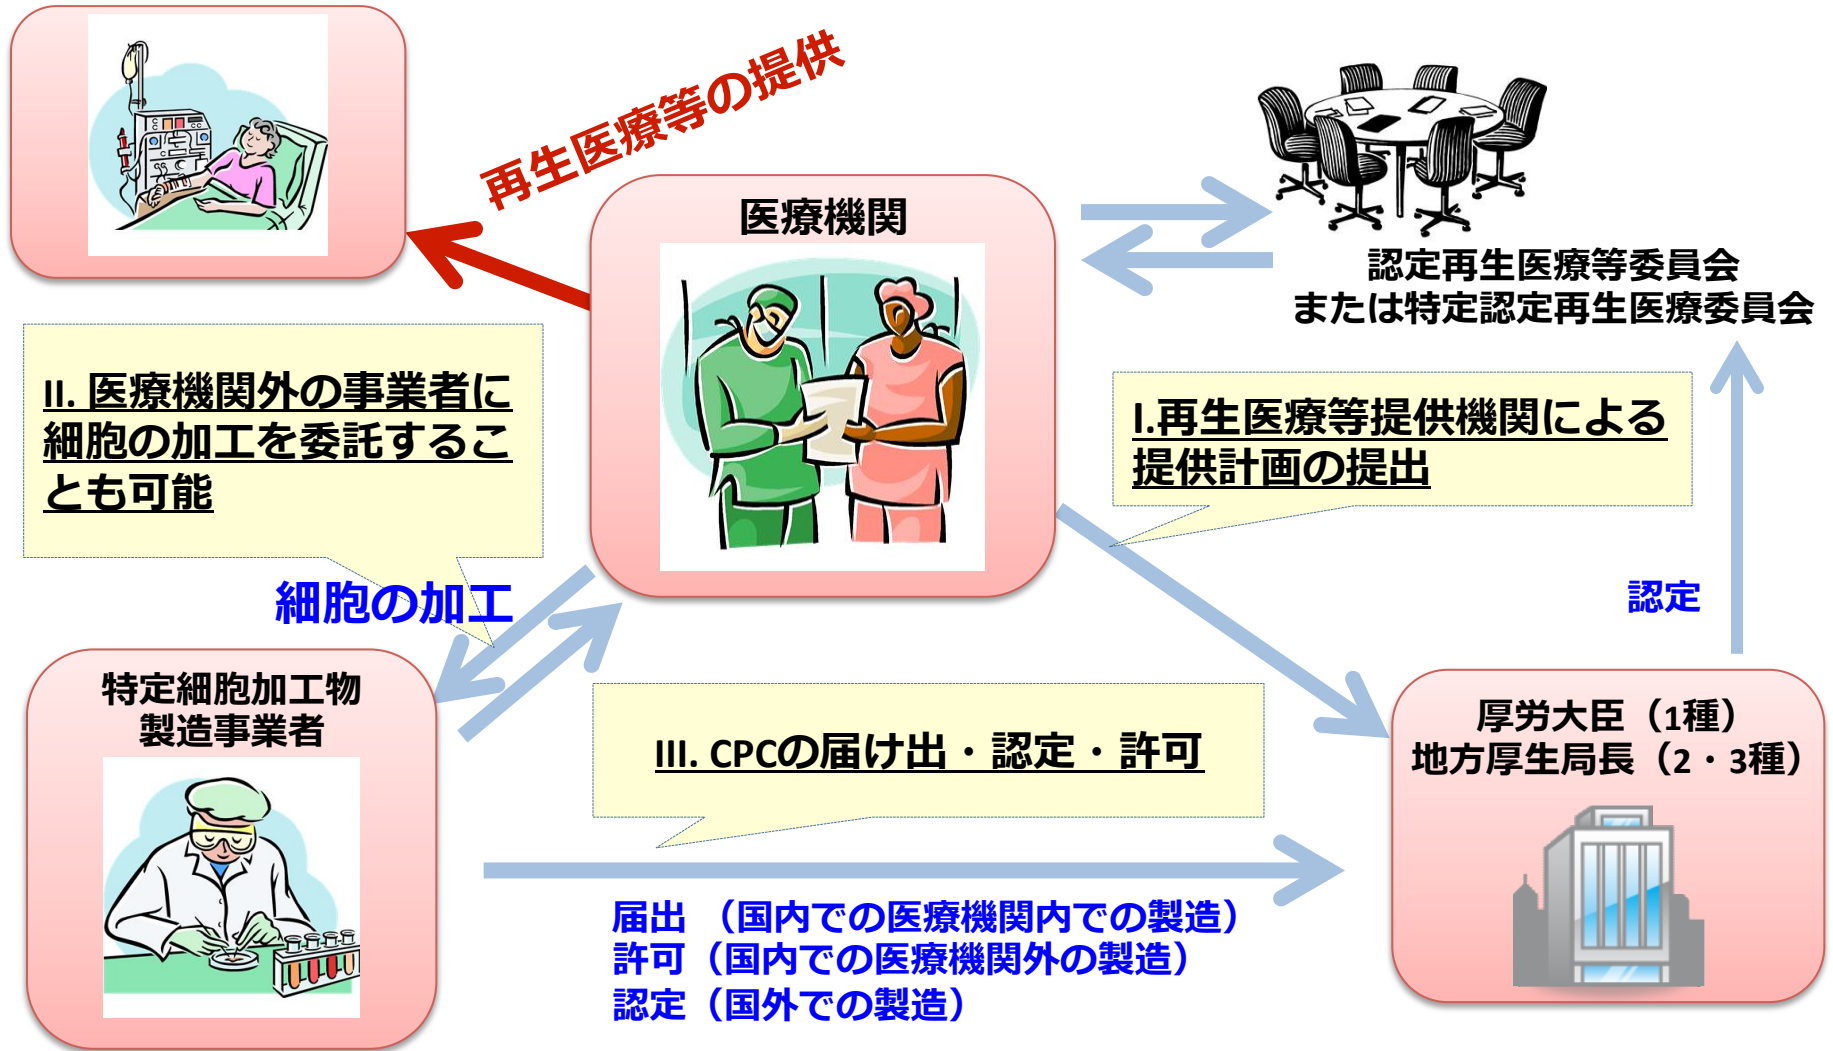 再生医療等の提供
医療機関
認定再生医療等委員会
または特定認定再生医療委員会
II. 医療機関外の事業者に
細胞の加工を委託するこ
とも可能
I.再生医療等提供機関による
提供計画の提出
細胞の加工
認定
特定細胞加工物
製造事業者
III. CPCの届け出・認定・許可
厚労大臣（1種）
地方厚生局長（2・3種）
届出 （国内での医療機関内での製造）
許可（国内での医療機関外の製造）
認定（国外での製造）